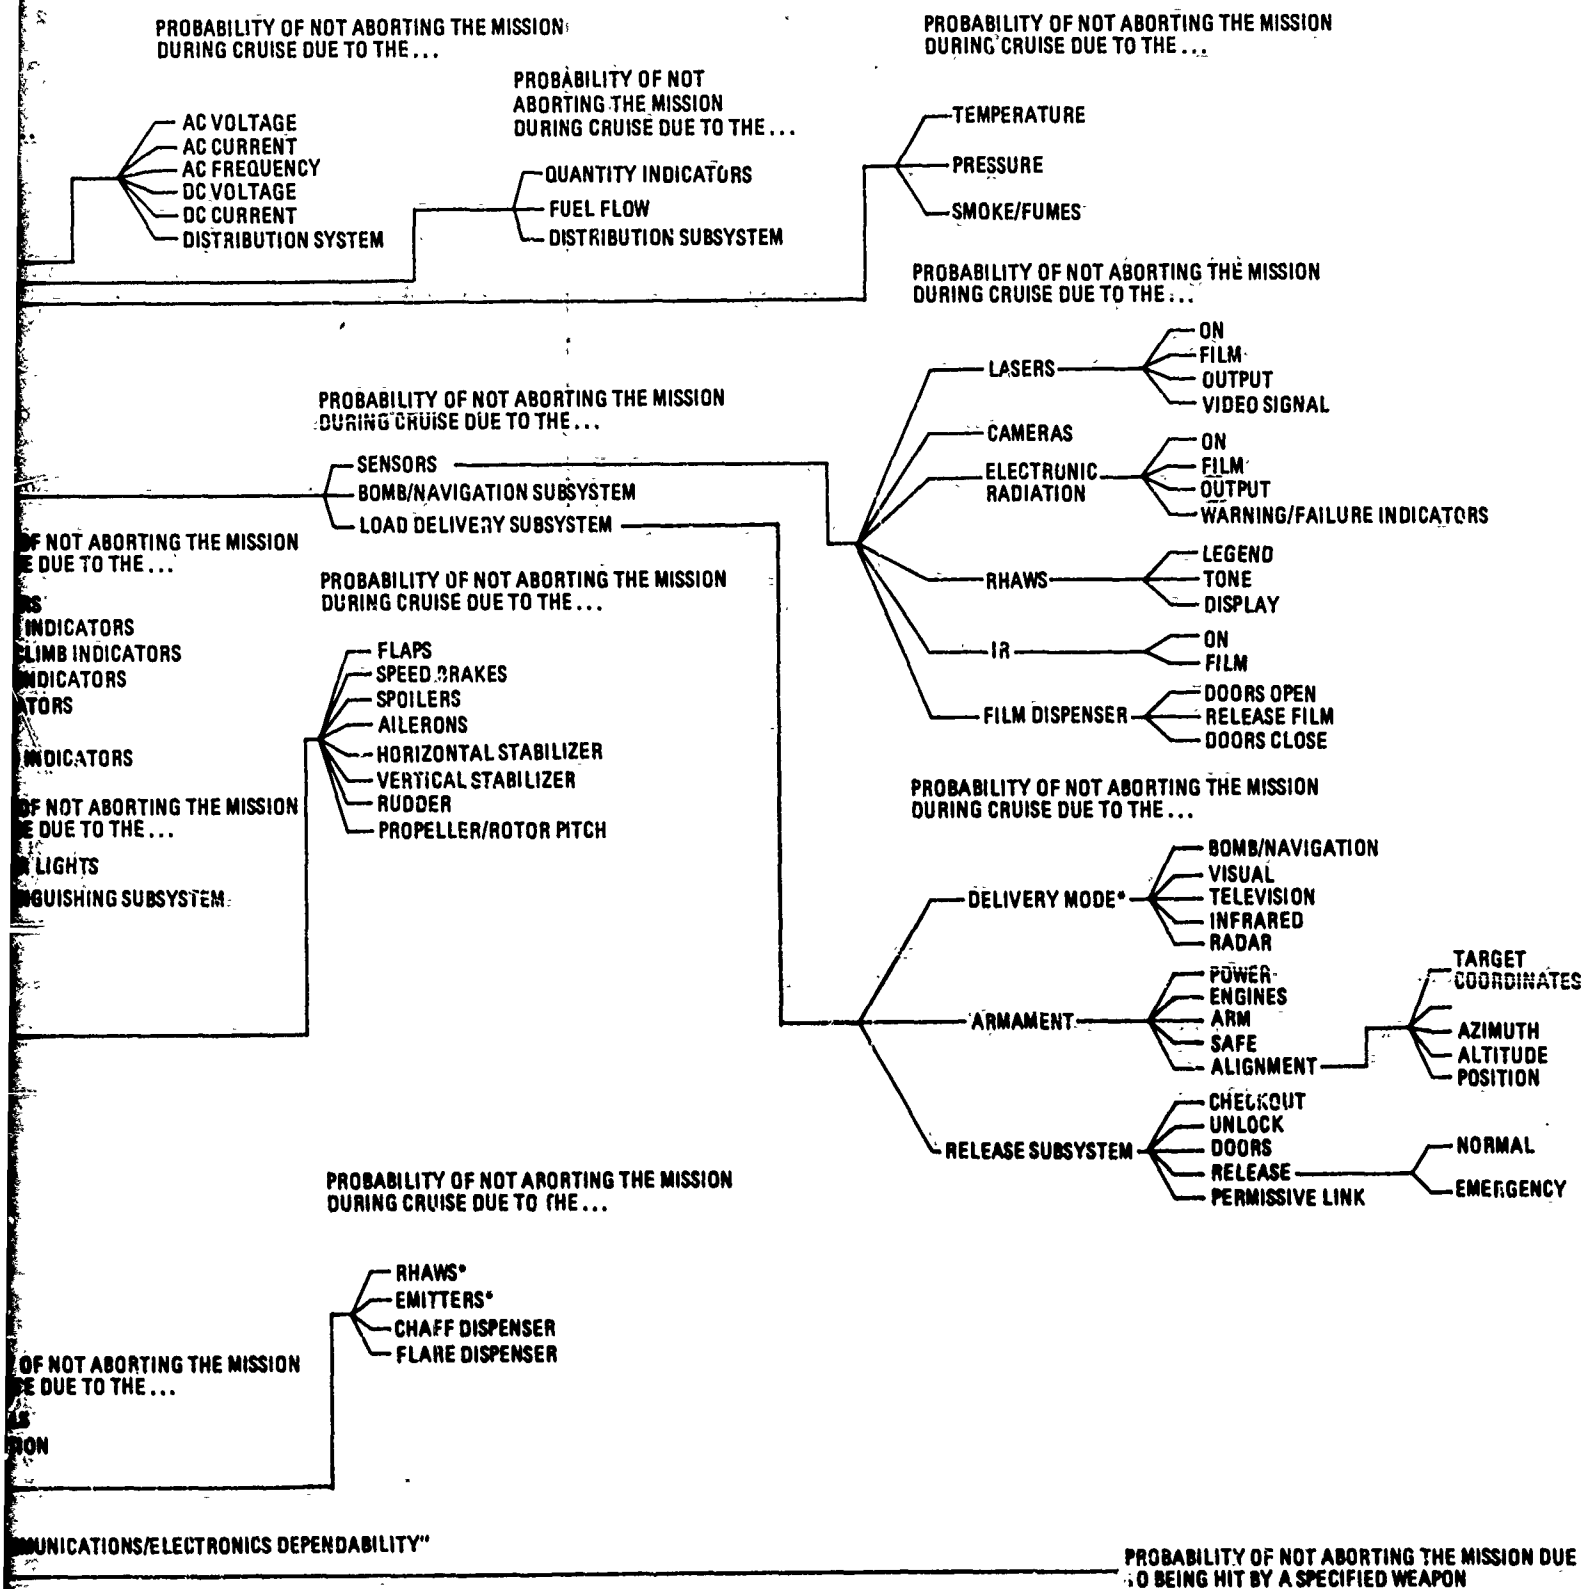 PROBABILITY OF NOT ABORTING THE MISSION
DURING CRUISE DUE TO THE...
AC VOLTAGE
AC CURRENT
AC FREQUENCY
DC VOLTAGE
DC CURRENT
DISTRIBUTION SYSTEM
PROBABILITY OF NOT
ABORTING THE MISSION
DURING CRUISE DUE TO THE...
QUANTITY INDICATORS
FUEL FLOW
DISTRIBUTION SUBSYSTEM
PROBABILITY OF NOT ABORTING THE MISSION
DURING CRUISE DUE TO THE...
TEMPERATURE
PRESSURE
SMOKE/FUMES
PROBABILITY OF NOT ABORTING THE MISSION
DURING CRUISE DUE TO THE...
SENSORS
BOMB/NAVIGATION SUBSYSTEM
LOAD DELIVERY SUBSYSTEM
PROBABILITY OF NOT ABORTING THE MISSION
DURING CRUISE DUE TO THE...
LASERS
ON
FILM
OUTPUT
VIDEO SIGNAL
CAMERAS
ELECTRONIC
RADIATION
ON
FILM
OUTPUT
WARNING/FAILURE INDICATORS
RHAWS
LEGEND
TONE
DISPLAY
IR
ON
FILM
FILM DISPENSER
DOORS OPEN
RELEASE FILM
DOORS CLOSE
OF NOT ABORTING THE MISSION
E DUE TO THE...
RS
INDICATORS
CLIMB INDICATORS
INDICATORS
ATORS
INDICATORS
OF NOT ABORTING THE MISSION
E DUE TO THE...
LIGHTS
NGUISHING SUBSYSTEM
PROBABILITY OF NOT ABORTING THE MISSION
DURING CRUISE DUE TO THE...
FLAPS
SPEED BRAKES
SPOILERS
AILERONS
HORIZONTAL STABILIZER
VERTICAL STABILIZER
RUDDER
PROPELLER/ROTOR PITCH
PROBABILITY OF NOT ABORTING THE MISSION
DURING CRUISE DUE TO THE...
DELIVERY MODE*
BOMB/NAVIGATION
VISUAL
TELEVISION
INFRARED
RADAR
ARMAMENT
POWER
ENGINES
ARM
SAFE
ALIGNMENT
TARGET
COORDINATES
AZIMUTH
ALTITUDE
POSITION
RELEASE SUBSYSTEM
CHECKOUT
UNLOCK
DOORS
RELEASE
PERMISSIVE LINK
NORMAL
EMERGENCY
PROBABILITY OF NOT ABORTING THE MISSION
DURING CRUISE DUE TO THE...
RHAWS*
EMITTERS*
CHAFF DISPENSER
FLARE DISPENSER
OF NOT ABORTING THE MISSION
E DUE TO THE...
LS
SION
MUNICATIONS/ELECTRONICS DEPENDABILITY"
PROBABILITY OF NOT ABORTING THE MISSION DUE
TO BEING HIT BY A SPECIFIED WEAPON